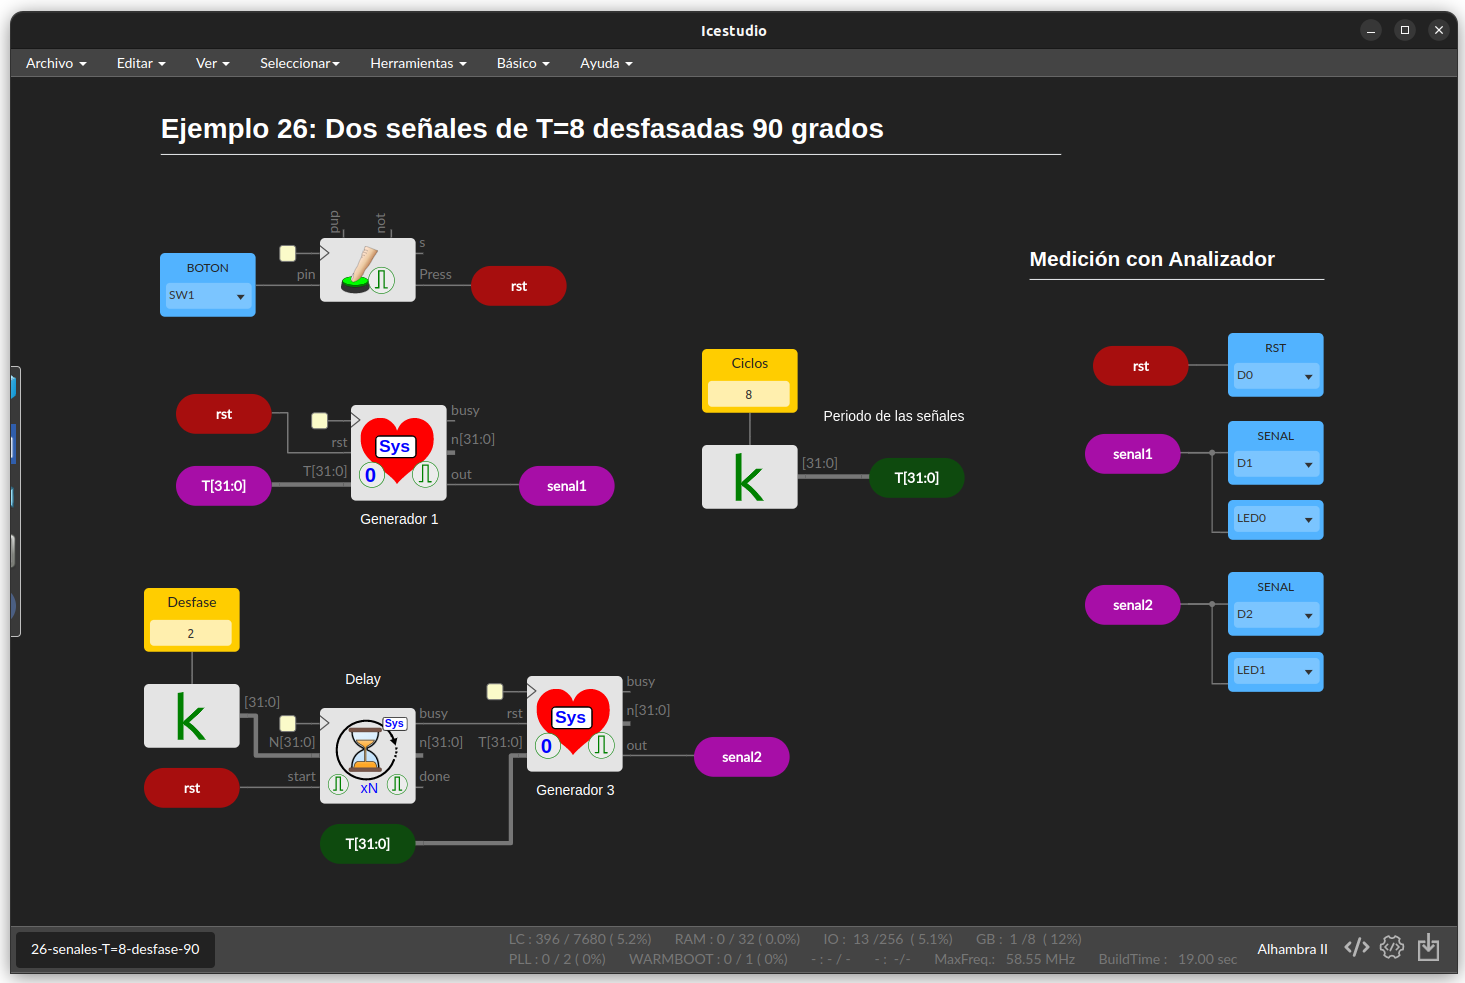 Icestudio
Archivo Editar Ver Seleccionar Herramientas Básico Ayuda
Ejemplo 26: Dos señales de T=8 desfasadas 90 grados
pup not
BOTON
SW1
pin
s
Press
rst
Medición con Analizador
rst
RST
D0
Ciclos
8
Periodo de las señales
k
[31:0]
T[31:0]
rst
T[31:0]
rst
T[31:0]
Sys
0
busy
n[31:0]
out
senal1
Generador 1
senal1
SENAL
D1
LED0
Desfase
2
k
[31:0]
rst
Delay
N[31:0]
start
Sys
xN
busy
n[31:0]
done
T[31:0]
rst
T[31:0]
Sys
0
busy
n[31:0]
out
senal2
Generador 3
senal2
SENAL
D2
LED1
26-senales-T=8-desfase-90
LC : 396 / 7680 ( 5.2%) RAM : 0 / 32 ( 0.0%) IO : 13 /256 ( 5.1%) GB : 1 /8 ( 12%)
PLL : 0 / 2 ( 0%) WARMBOOT : 0 / 1 ( 0%) - : - / - - : -/- MaxFreq.: 58.55 MHz BuildTime : 19.00 sec
Alhambra II